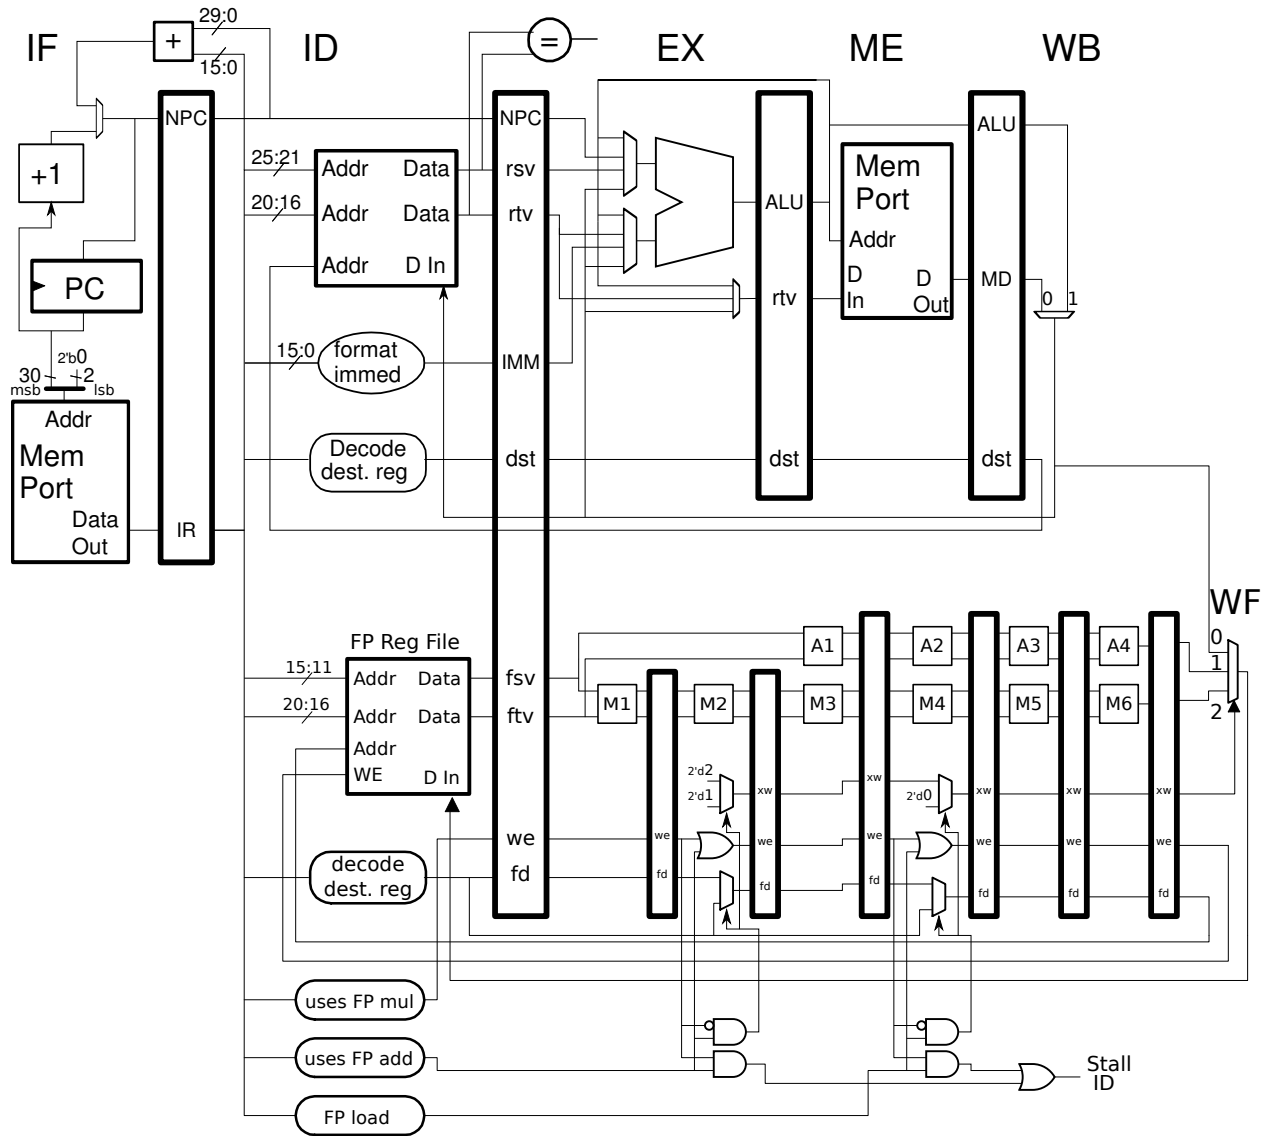 IF
ID
EX
ME
WB
29:0
+
15:0
=
NPC
NPC
ALU
+1
25:21
Addr
Data
rsv
20:16
Addr
Data
rtv
Addr
D In
ALU
Mem
Port
Addr
D
In
D
Out
MD
0
1
rtv
PC
2'b0
30
2
msb
lsb
15:0
format
immed
IMM
Addr
Mem
Port
Data
Out
IR
Decode
dest. reg
dst
dst
dst
WF
FP Reg File
15:11
Addr
Data
fsv
20:16
Addr
Data
ftv
Addr
WE
D In
A1
A2
A3
A4
0
1
2
M1
M2
M3
M4
M5
M6
2'd2
2'd1
xw
2'd0
xw
xw
xw
we
we
we
we
we
we
we
decode
dest. reg
fd
fd
fd
fd
fd
fd
fd
uses FP mul
uses FP add
FP load
Stall
ID